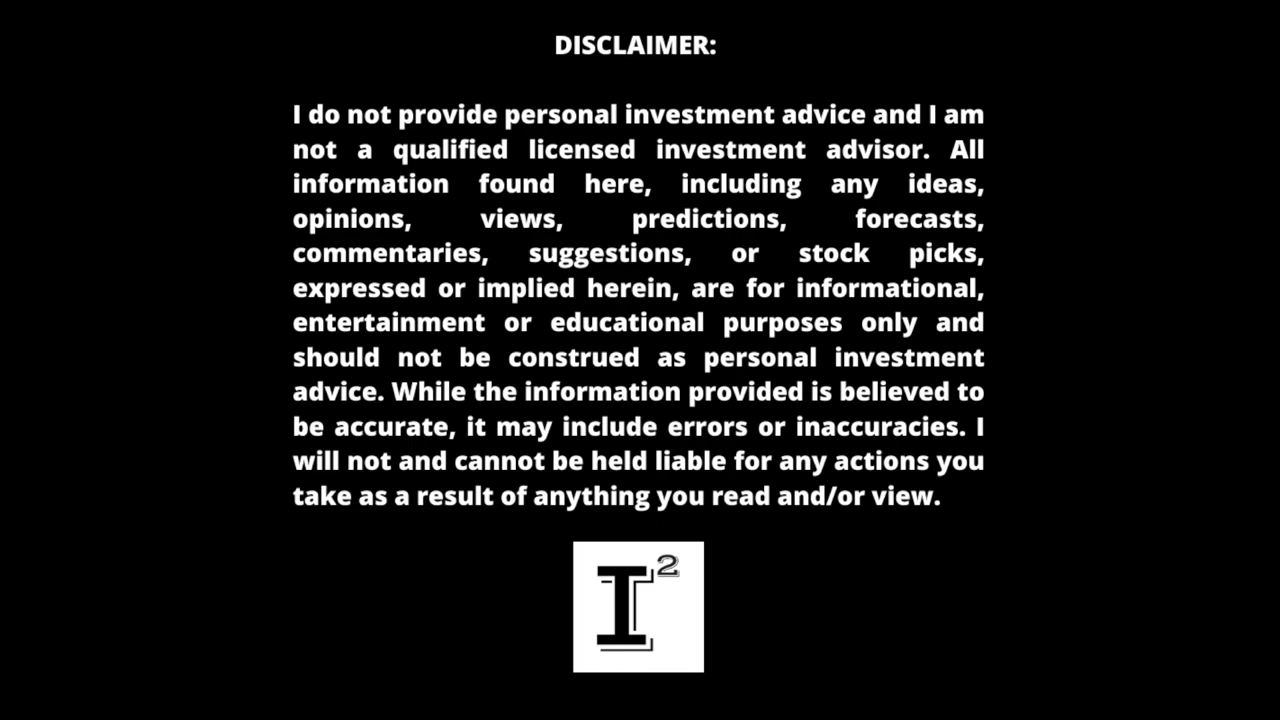 DISCLAIMER:
I do not provide personal investment advice and I am
not a qualified licensed investment advisor. All
information found here, including any ideas,
opinions, views, predictions, forecasts,
commentaries, suggestions, or stock picks,
expressed or implied herein, are for informational,
entertainment or educational purposes only and
should not be construed as personal investment
advice. While the information provided is believed to
be accurate, it may include errors or inaccuracies. I
will not and cannot be held liable for any actions you
take as a result of anything you read and/or view.
I²